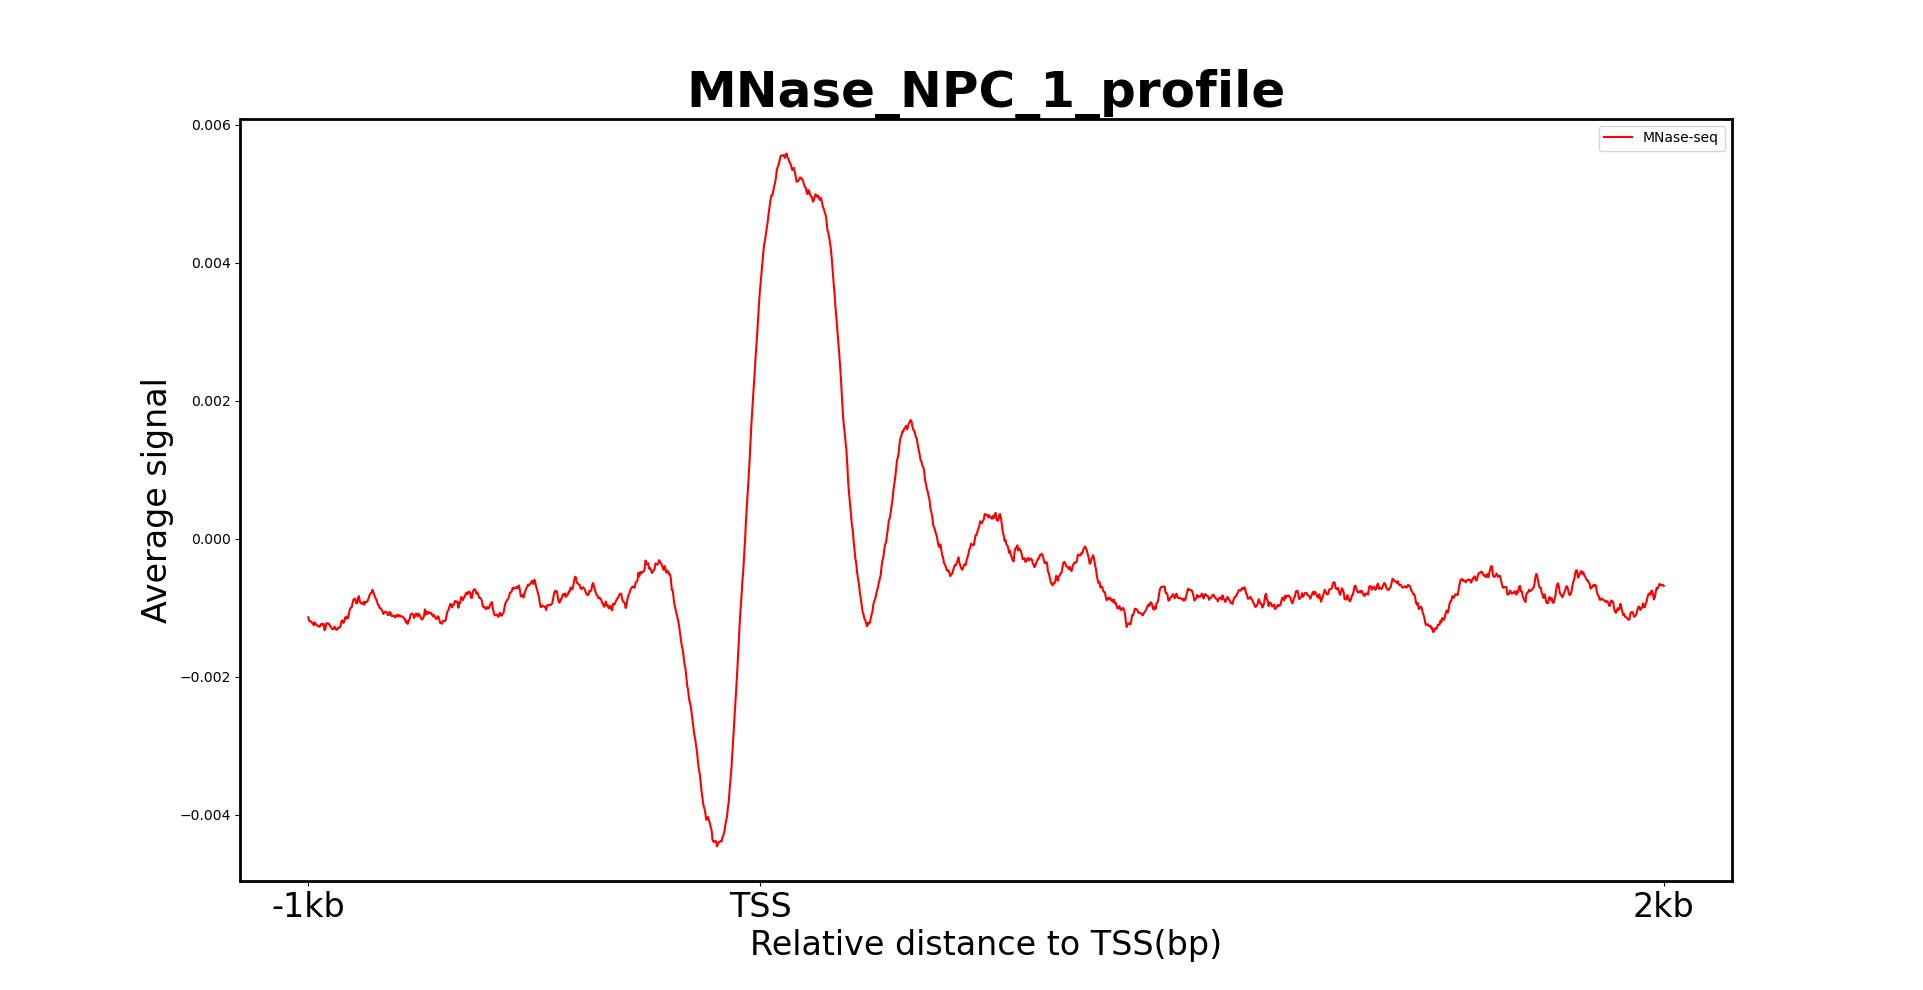 MNase_NPC_1_profile
MNase-seq
0.006
0.004
0.002
0.000
−0.002
−0.004
Average signal
-1kb TSS 2kb
Relative distance to TSS(bp)